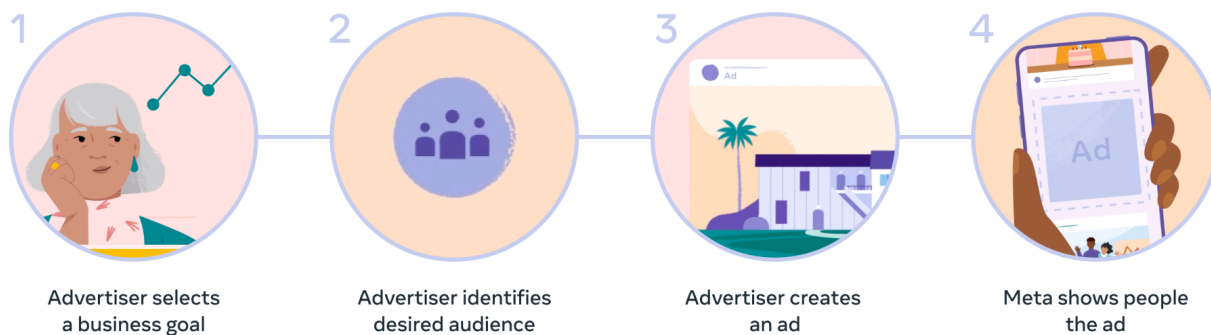 1
2
3
4
Ad
Ad
Advertiser selects
a business goal
Advertiser identifies
desired audience
Advertiser creates
an ad
Meta shows people
the ad